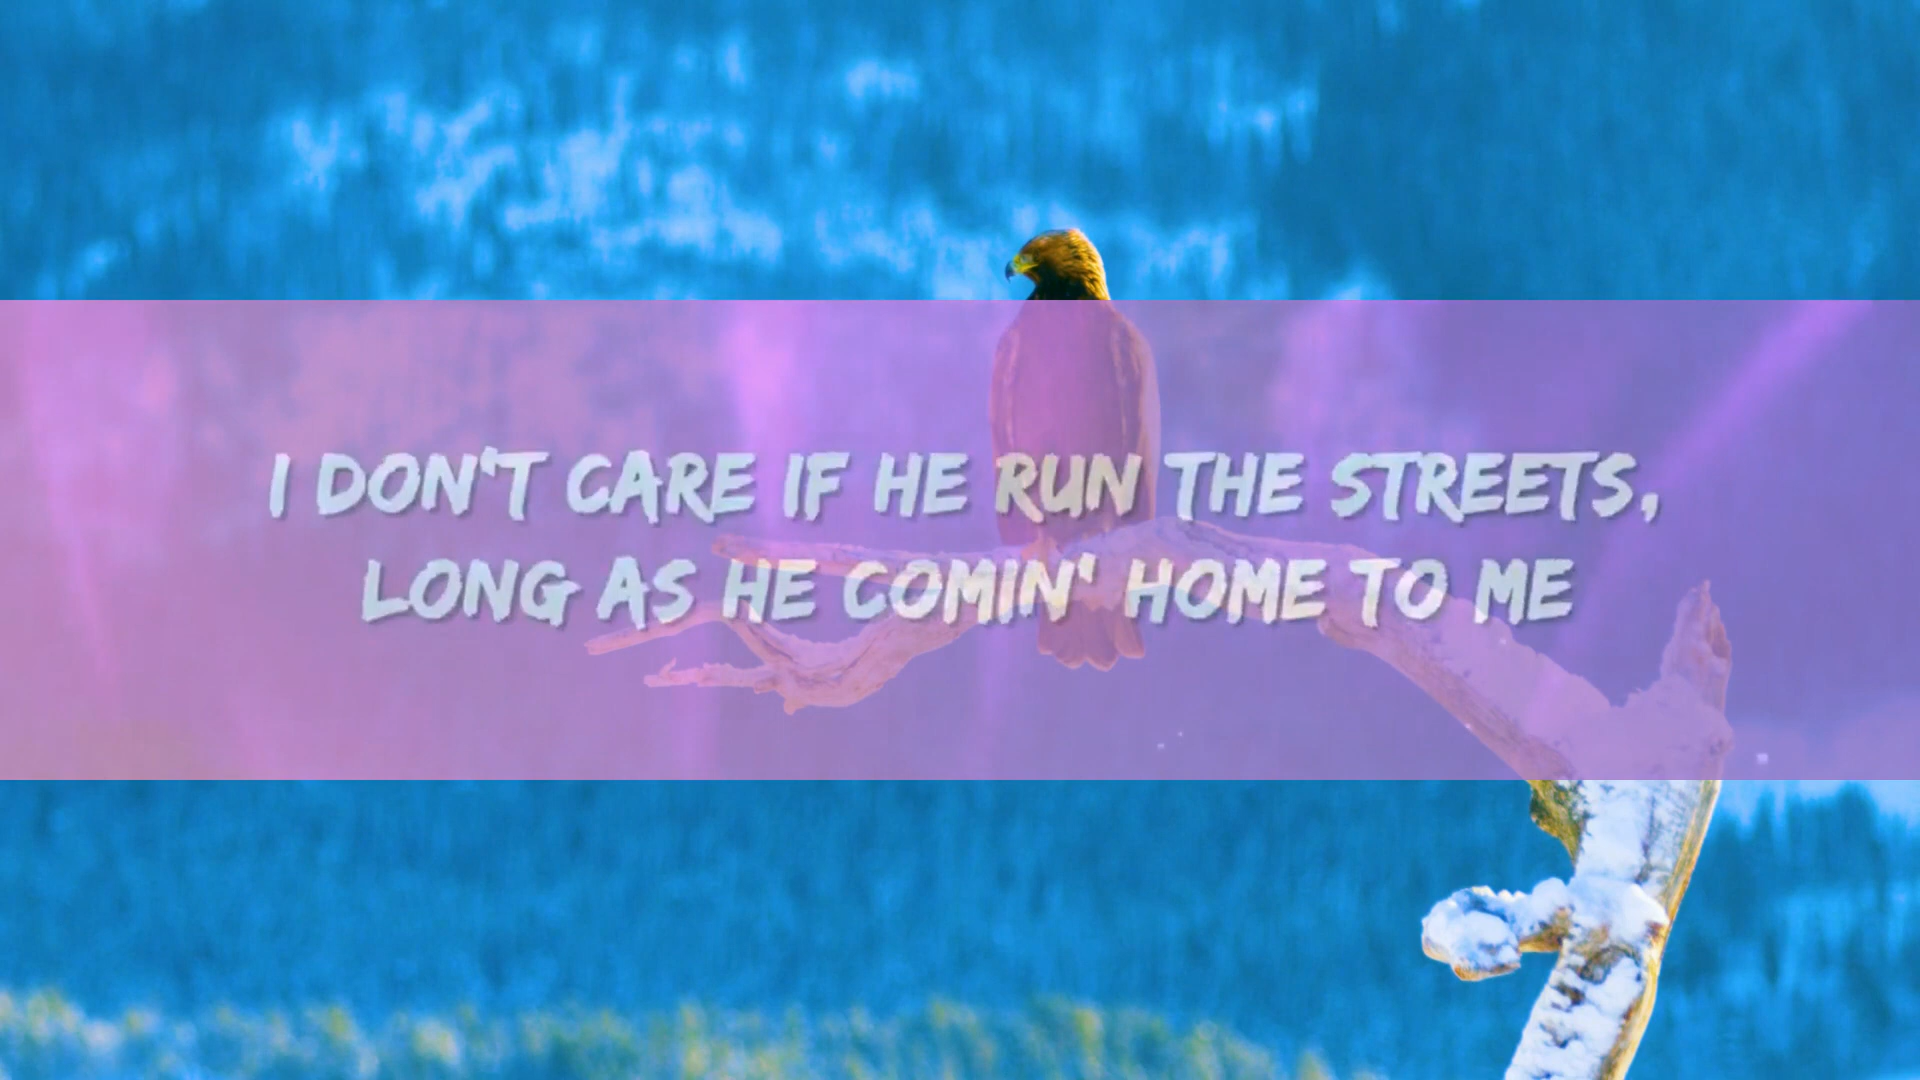 I DON'T CARE IF HE RUN THE STREETS,
LONG AS HE COMIN' HOME TO ME